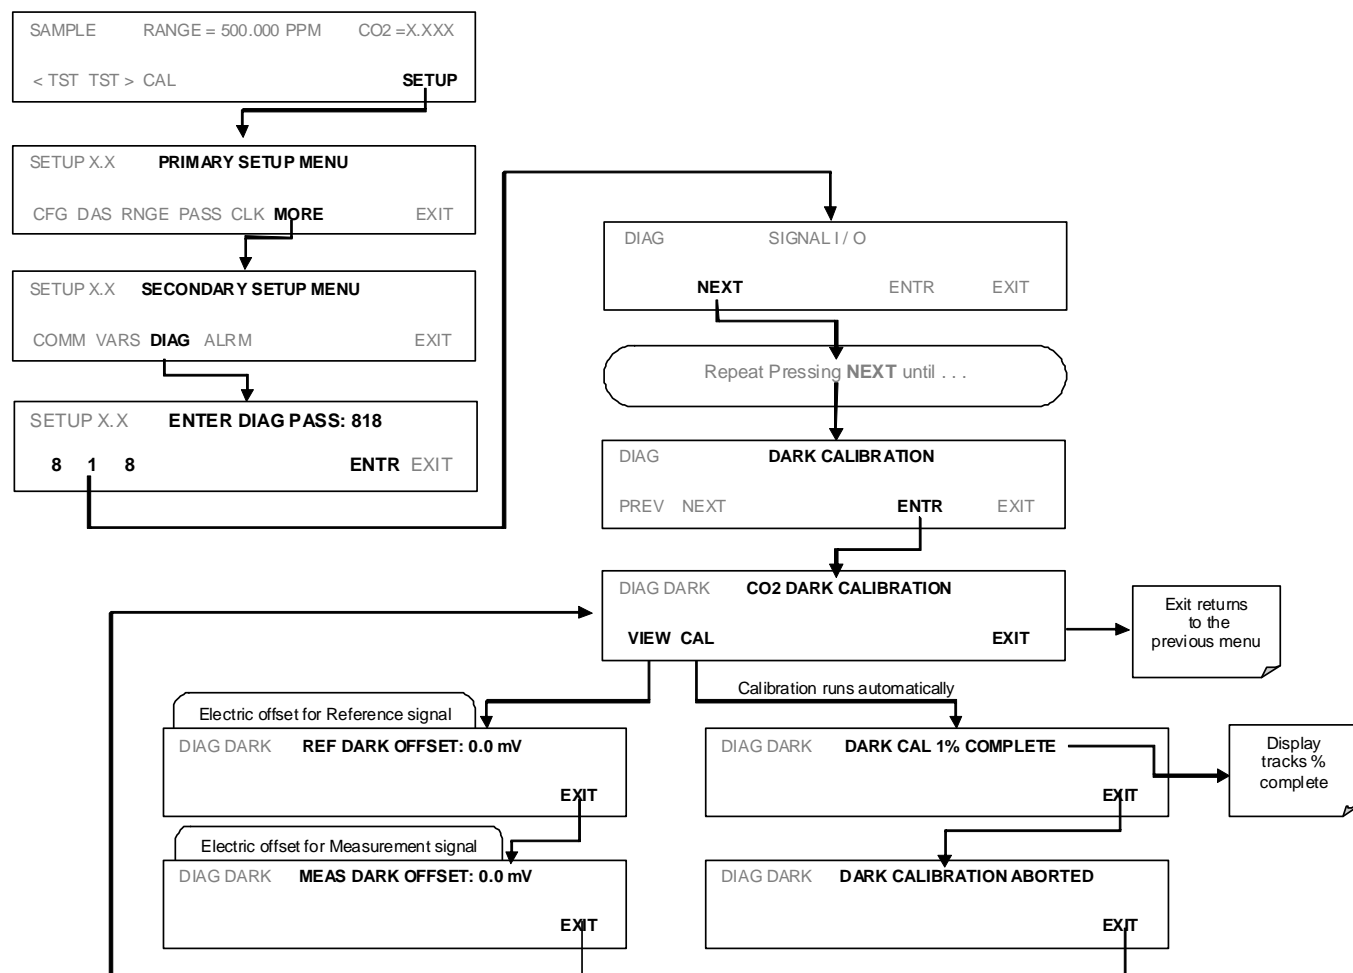 SAMPLE RANGE = 500.000 PPM CO2 =X.XXX
< TST TST > CAL SETUP
SETUP X.X PRIMARY SETUP MENU
CFG DAS RNGE PASS CLK MORE EXIT
SETUP X.X SECONDARY SETUP MENU
COMM VARS DIAG ALRM EXIT
SETUP X.X ENTER DIAG PASS: 818
8 1 8 ENTR EXIT
DIAG SIGNAL I / O
NEXT ENTR EXIT
Repeat Pressing NEXT until . . .
DIAG DARK CALIBRATION
PREV NEXT ENTR EXIT
DIAG DARK CO2 DARK CALIBRATION
VIEW CAL EXIT
Exit returns
to the
previous menu
Calibration runs automatically
Electric offset for Reference signal
DIAG DARK REF DARK OFFSET: 0.0 mV
EXIT
DIAG DARK DARK CAL 1% COMPLETE
EXIT
Display
tracks %
complete
Electric offset for Measurement signal
DIAG DARK MEAS DARK OFFSET: 0.0 mV
EXIT
DIAG DARK DARK CALIBRATION ABORTED
EXIT